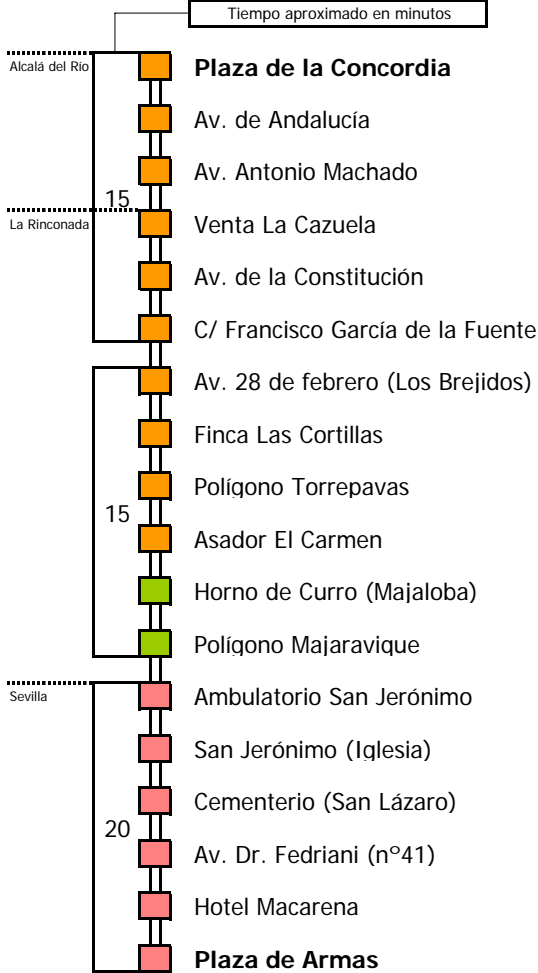 Tiempo aproximado en minutos
Alcalá del Río
Plaza de la Concordia
Av. de Andalucía
Av. Antonio Machado
15
La Rinconada
Venta La Cazuela
Av. de la Constitución
C/ Francisco García de la Fuente
Av. 28 de febrero (Los Brejidos)
Finca Las Cortillas
Polígono Torrepavas
15
Asador El Carmen
Horno de Curro (Majaloba)
Polígono Majaravique
Sevilla
Ambulatorio San Jerónimo
San Jerónimo (Iglesia)
Cementerio (San Lázaro)
20
Av. Dr. Fedriani (nº41)
Hotel Macarena
Plaza de Armas